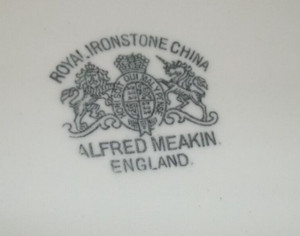 ROYAL IRONSTONE CHINA
ALFRED MEAKIN.
ENGLAND.